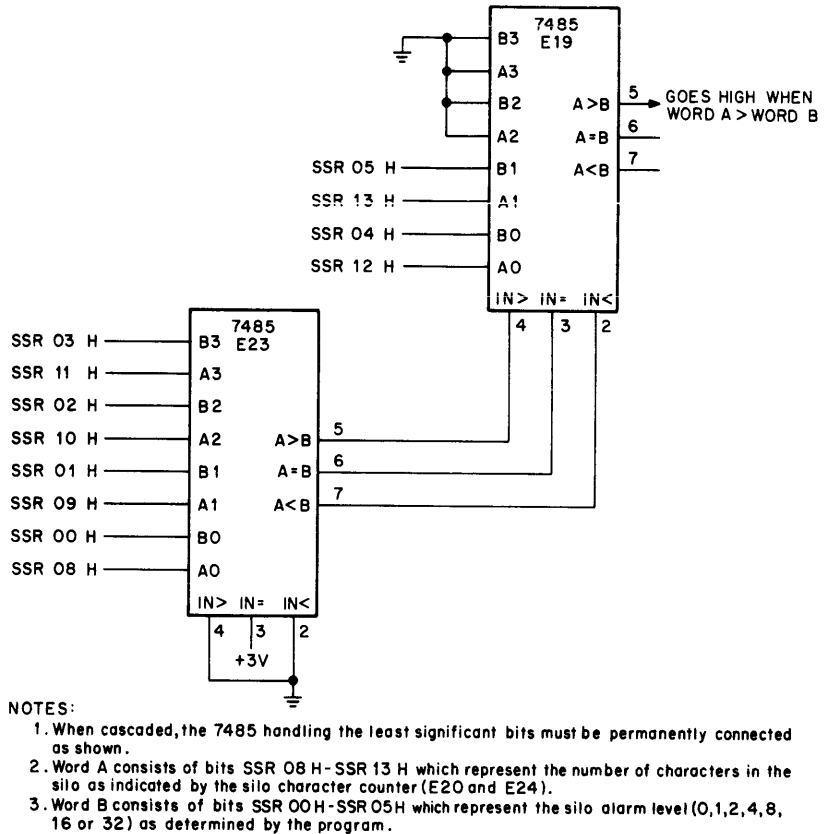 7485
E19
B3
A3
B2
A2
B1
A1
B0
A0
A>B
A=B
A<B
5
6
7
GOES HIGH WHEN
WORD A > WORD B
SSR 05 H
SSR 13 H
SSR 04 H
SSR 12 H
IN> IN= IN<
4 3 2
7485
E23
SSR 03 H
SSR 11 H
SSR 02 H
SSR 10 H
SSR 01 H
SSR 09 H
SSR 00 H
SSR 08 H
B3
A3
B2
A2
B1
A1
B0
A0
A>B
A=B
A<B
5
6
7
IN> IN= IN<
4 3 2
+3V
NOTES:
1. When cascaded, the 7485 handling the least significant bits must be permanently connected
as shown.
2. Word A consists of bits SSR 08 H-SSR 13 H which represent the number of characters in the
silo as indicated by the silo character counter (E20 and E24).
3. Word B consists of bits SSR 00H-SSR 05H which represent the silo alarm level (0,1,2,4,8,
16 or 32) as determined by the program.